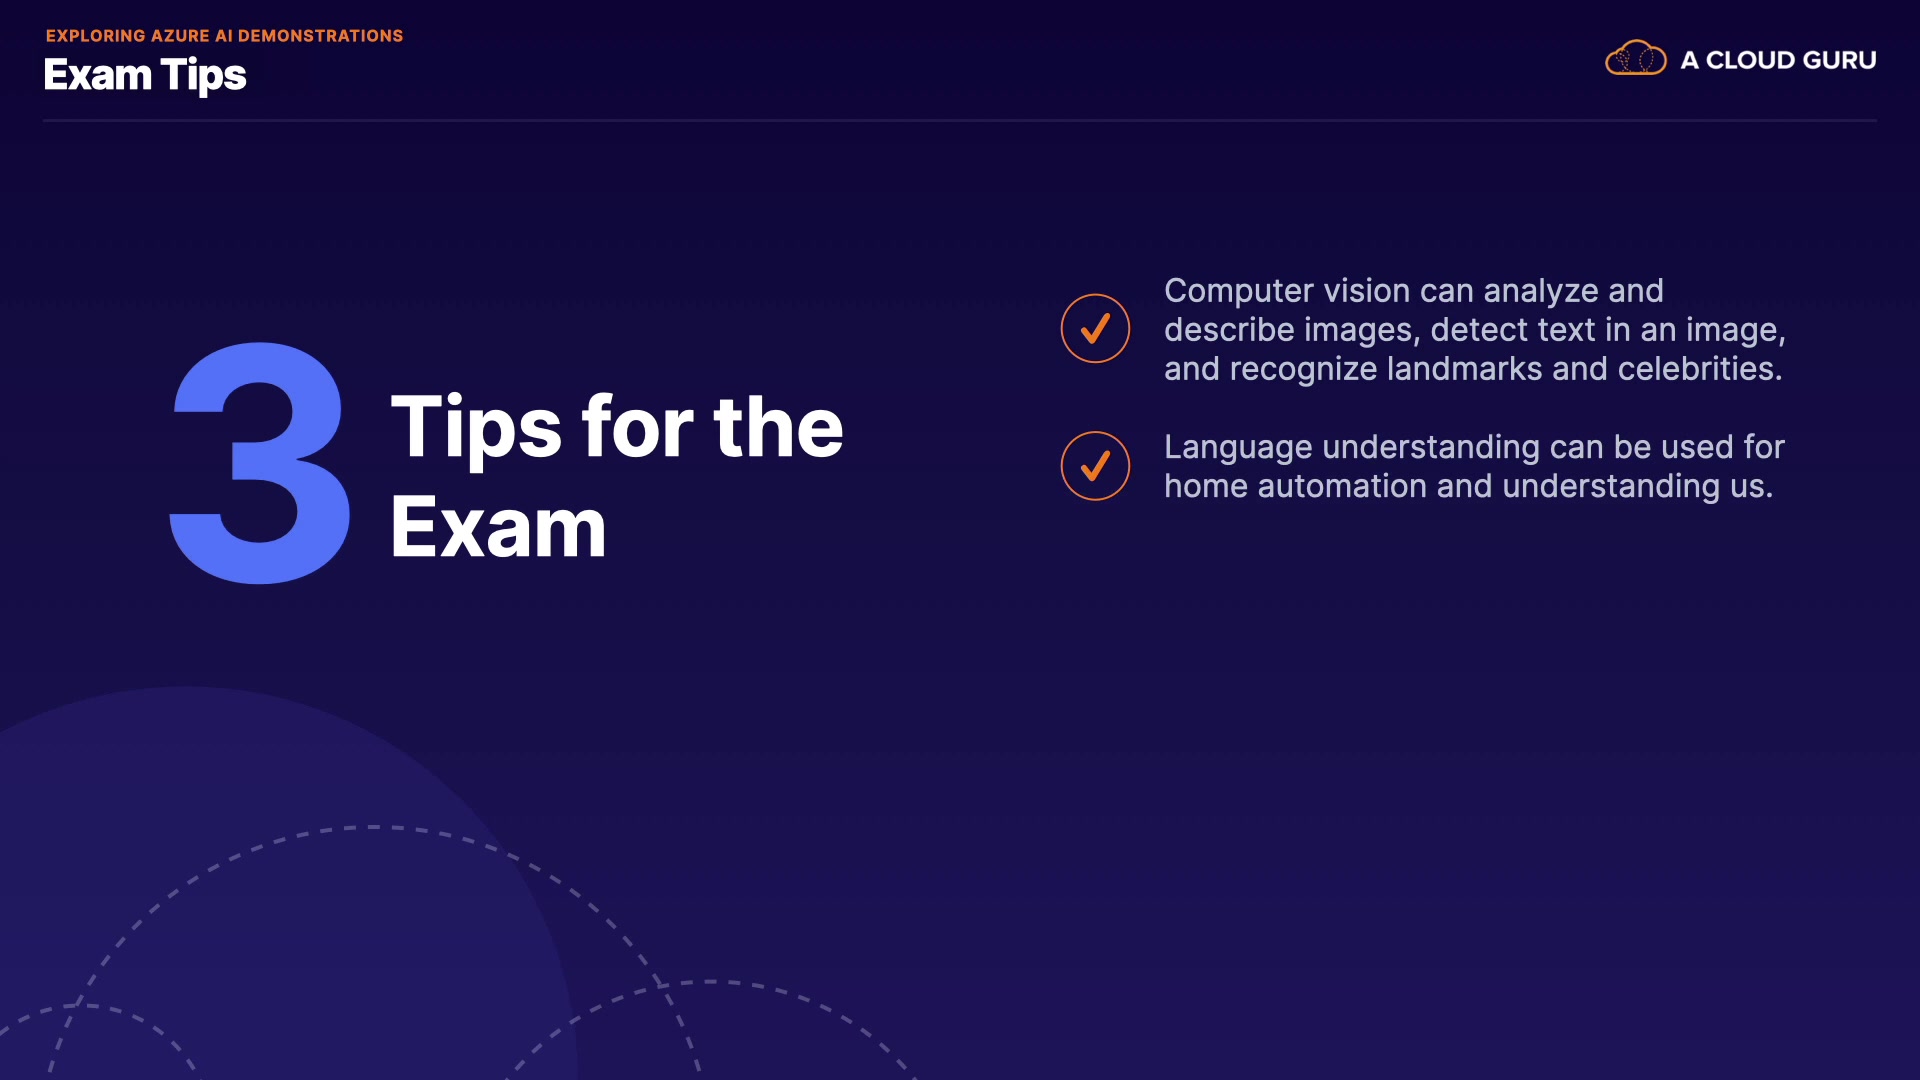 EXPLORING AZURE AI DEMONSTRATIONS
Exam Tips
A CLOUD GURU
3
Tips for the
Exam
Computer vision can analyze and
describe images, detect text in an image,
and recognize landmarks and celebrities.
Language understanding can be used for
home automation and understanding us.